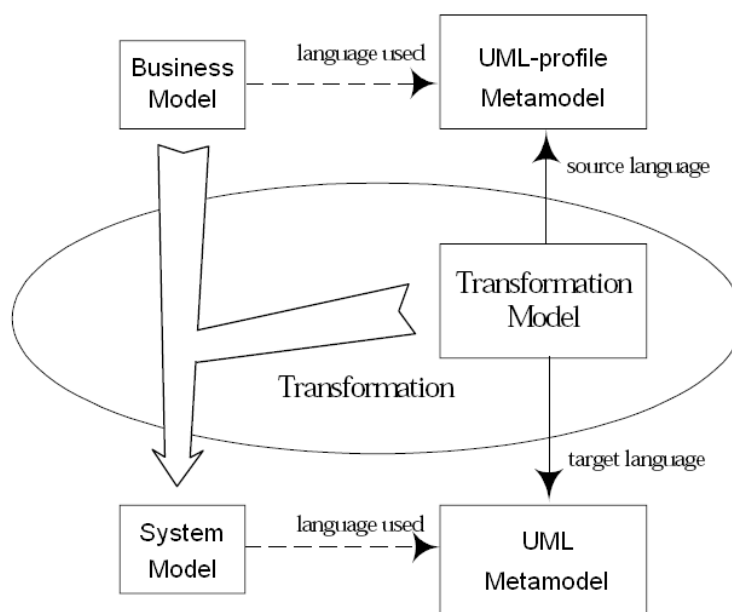 Business
Model
language used
UML-profile
Metamodel
source language
Transformation
Model
Transformation
target language
System
Model
language used
UML
Metamodel